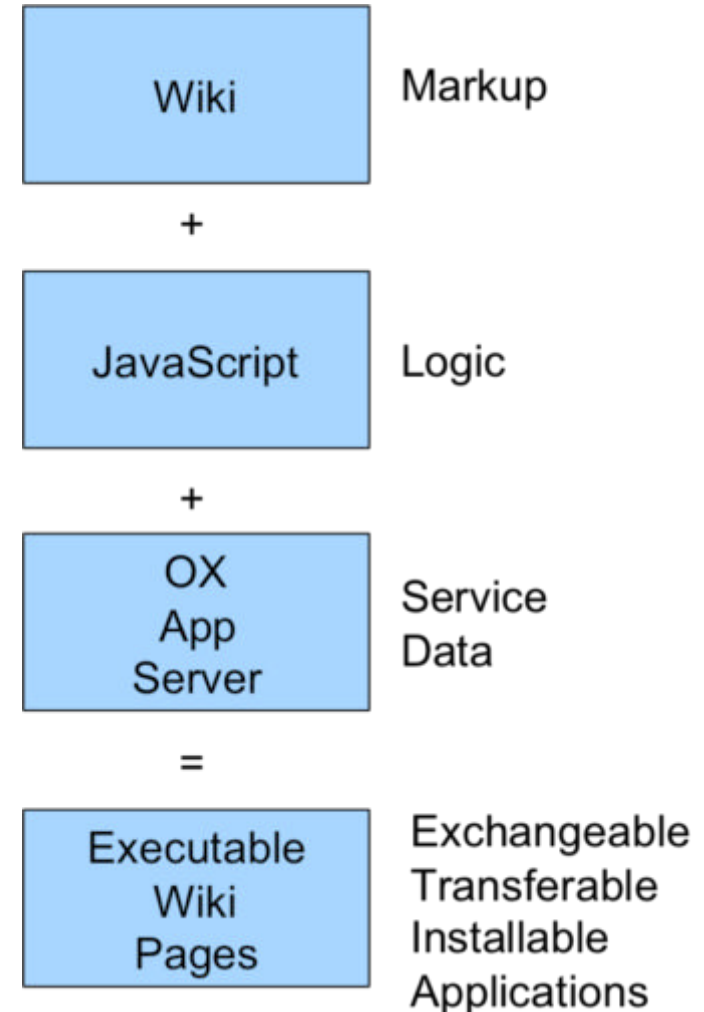 Wiki
Markup
+
JavaScript
Logic
+
OX
App
Server
Service
Data
=
Executable
Wiki
Pages
Exchangeable
Transferable
Installable
Applications